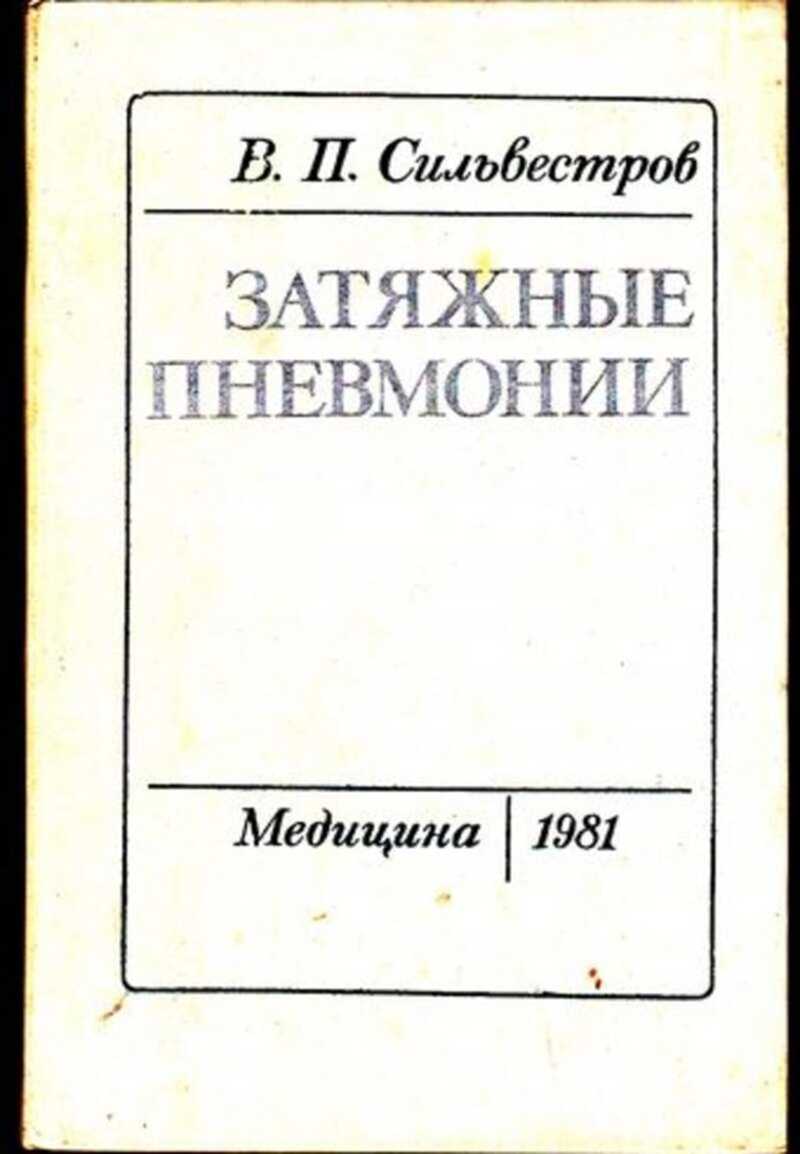 В. П. Сильвестров
ЗАТЯЖНЫЕ
ПНЕВМОНИИ
Медицина | 1981